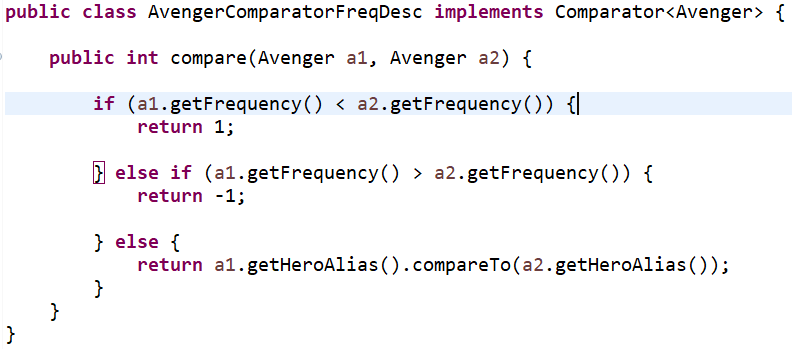 public class AvengerComparatorFreqDesc implements Comparator<Avenger> {
public int compare(Avenger a1, Avenger a2) {
if (a1.getFrequency() < a2.getFrequency()) {
return 1;
} else if (a1.getFrequency() > a2.getFrequency()) {
return -1;
} else {
return a1.getHeroAlias().compareTo(a2.getHeroAlias());
}
}
}